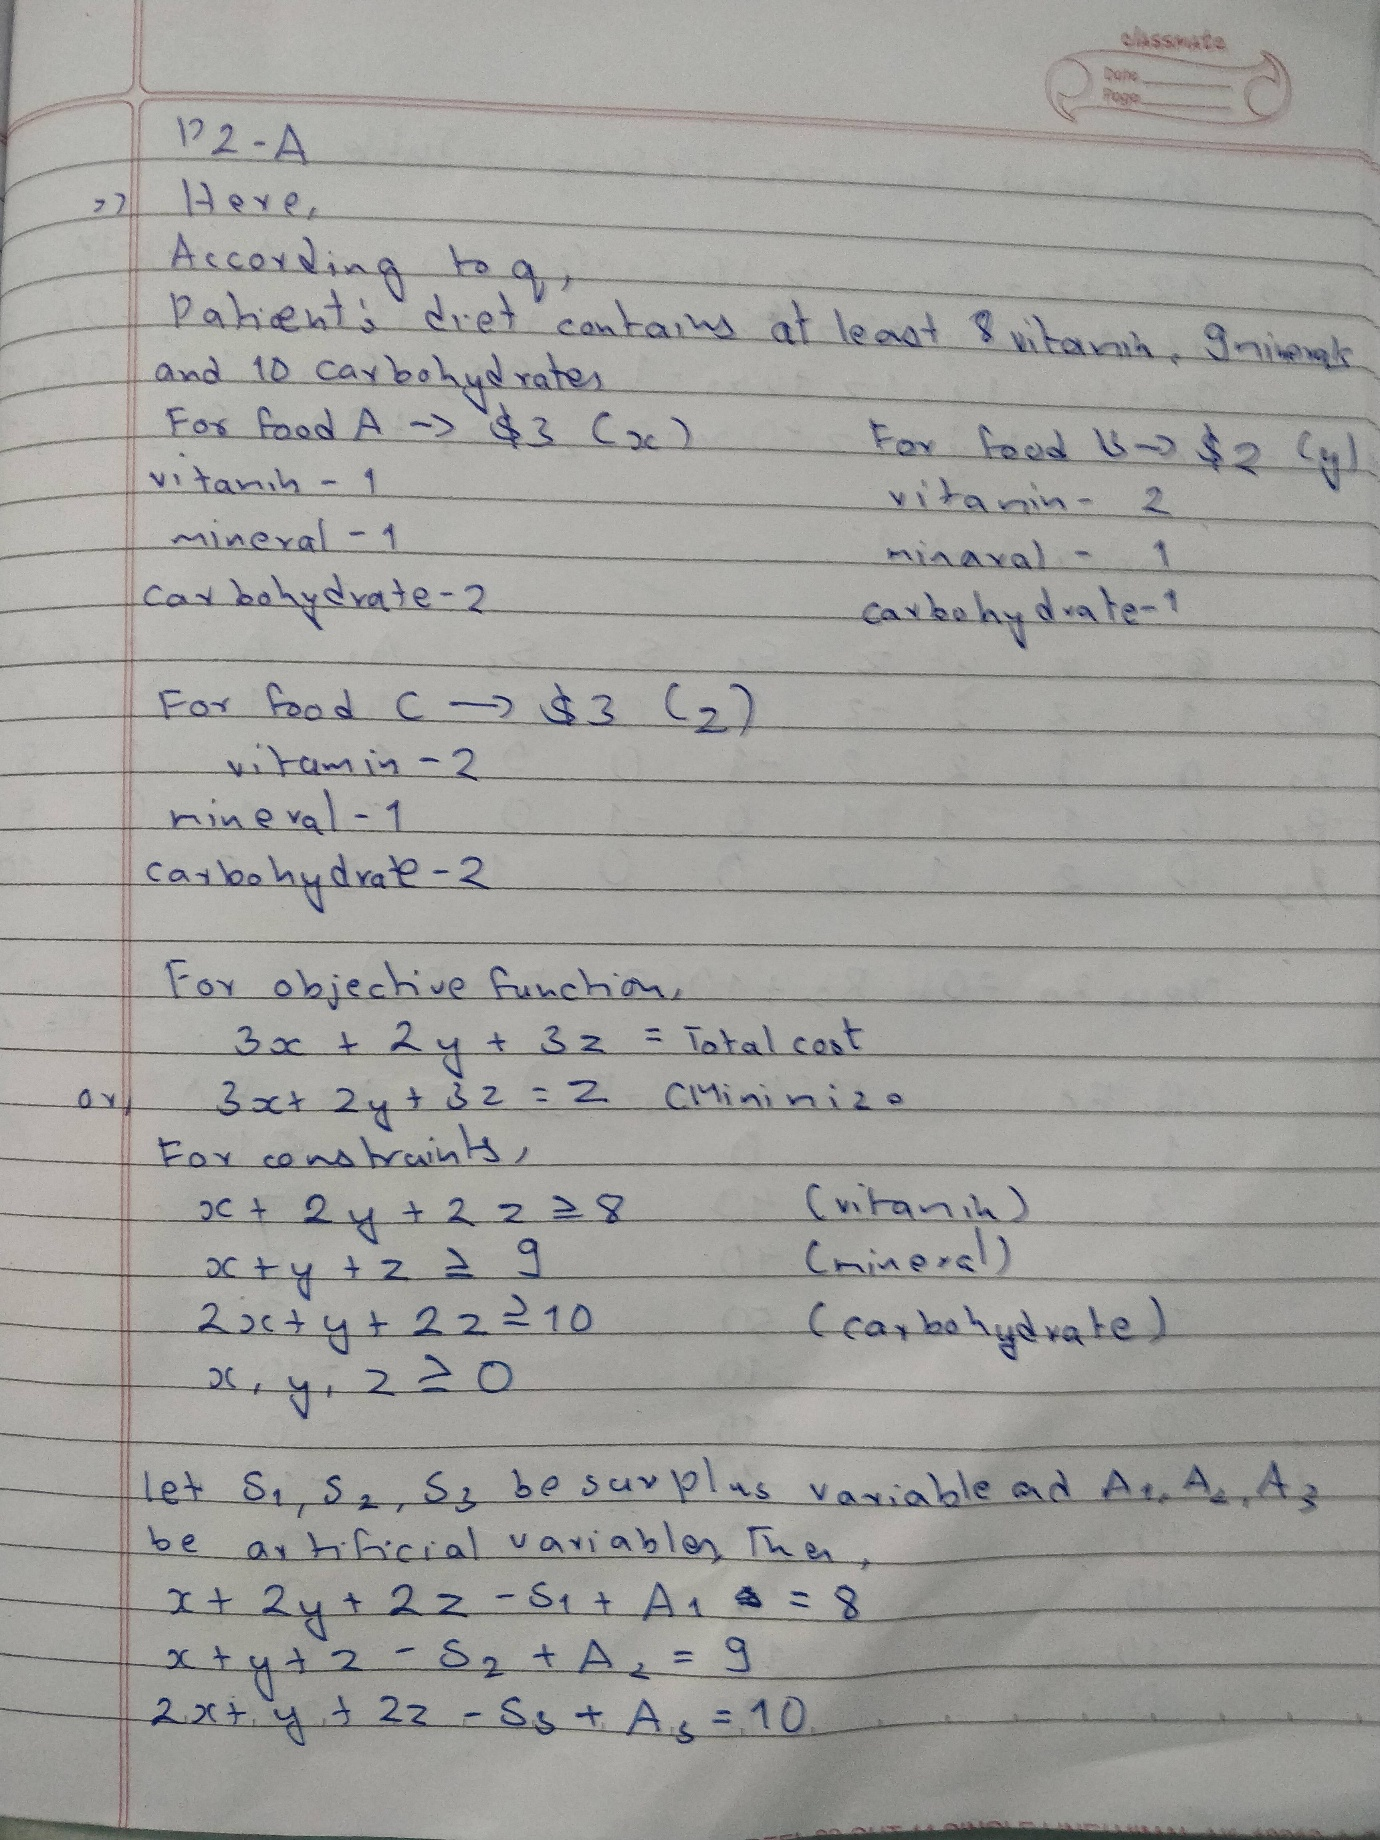 classmate
Date
Page
P2-A
=> Here,
According to q,
Patient's diet contains at least 8 vitamin, 9 minerals
and 10 carbohydrates
For food A -> $3 (x)
For food B -> $2 (y)
vitamin - 1
vitamin - 2
mineral - 1
minaral - 1
carbohydrate - 2
carbohydrate - 1
For food C -> $3 (z)
vitamin - 2
mineral - 1
carbohydrate - 2
For objective function,
3x + 2y + 3z = Total cost
or, 3x + 2y + 3z = Z (Minimize
For constraints,
x + 2y + 2z ≥ 8 (vitamin)
x + y + z ≥ 9 (mineral)
2x + y + 2z ≥ 10 (carbohydrate)
x, y, z ≥ 0
Let S1, S2, S3 be surplus variable ad A1, A2, A3
be artificial variables, Then,
x + 2y + 2z - S1 + A1 = 8
x + y + z - S2 + A2 = 9
2x + y + 2z - S3 + A3 = 10